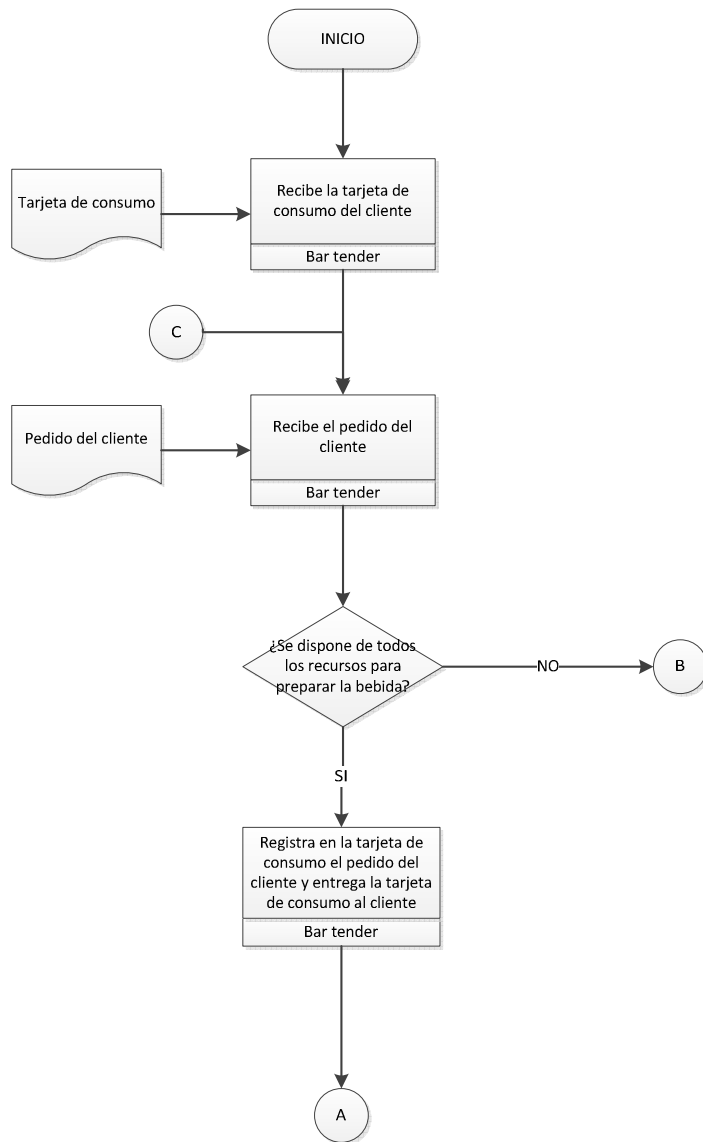 INICIO
Tarjeta de consumo
Recibe la tarjeta de
consumo del cliente
Bar tender
C
Pedido del cliente
Recibe el pedido del
cliente
Bar tender
¿Se dispone de todos
los recursos para
preparar la bebida?
NO
B
SI
Registra en la tarjeta de
consumo el pedido del
cliente y entrega la tarjeta
de consumo al cliente
Bar tender
A